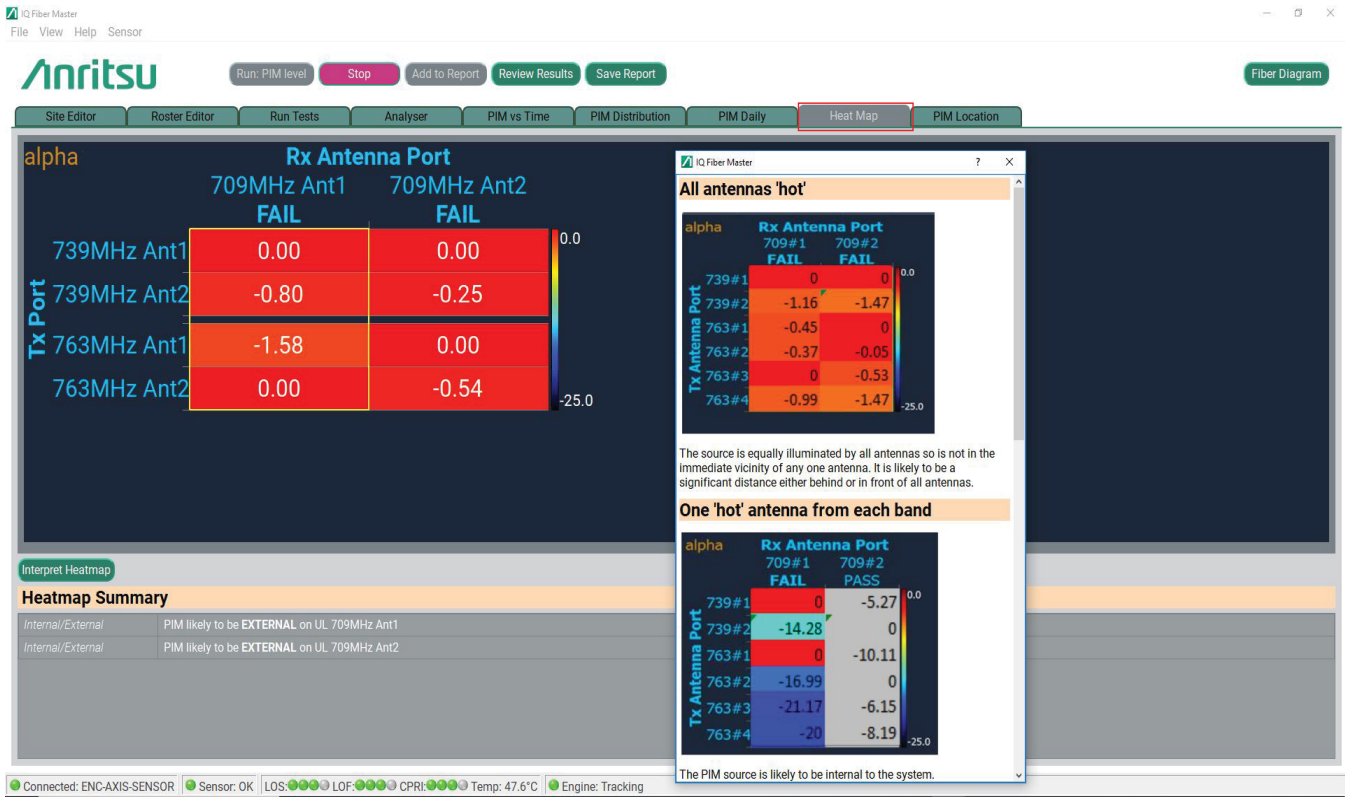 IQ Fiber Master
File View Help Sensor
Anritsu
Run: PIM level Stop Add to Report Review Results Save Report Fiber Diagram
Site Editor Roster Editor Run Tests Analyser PIM vs Time PIM Distribution PIM Daily Heat Map PIM Location
alpha Rx Antenna Port
709MHz Ant1 709MHz Ant2
FAIL FAIL
Tx Port
739MHz Ant1 0.00 0.00 0.0
739MHz Ant2 -0.80 -0.25
763MHz Ant1 -1.58 0.00
763MHz Ant2 0.00 -0.54 -25.0
IQ Fiber Master ? ×
All antennas 'hot'
alpha Rx Antenna Port
709#1 709#2
FAIL FAIL
Tx Antenna Port
739#1 0 0 0.0
739#2 -1.16 -1.47
763#1 -0.45 0
763#2 -0.37 -0.05
763#3 0 -0.53
763#4 -0.99 -1.47 -25.0
The source is equally illuminated by all antennas so is not in the
immediate vicinity of any one antenna. It is likely to be a
significant distance either behind or in front of all antennas.
One 'hot' antenna from each band
alpha Rx Antenna Port
709#1 709#2
FAIL PASS
Tx Antenna Port
739#1 0 -5.27 0.0
739#2 -14.28 0
763#1 0 -10.11
763#2 -16.99 0
763#3 -21.17 -6.15
763#4 -20 -8.19 -25.0
The PIM source is likely to be internal to the system.
Interpret Heatmap
Heatmap Summary
Internal/External PIM likely to be EXTERNAL on UL 709MHz Ant1
Internal/External PIM likely to be EXTERNAL on UL 709MHz Ant2
Connected: ENC-AXIS-SENSOR Sensor: OK LOS: LOF: CPRI: Temp: 47.6°C Engine: Tracking